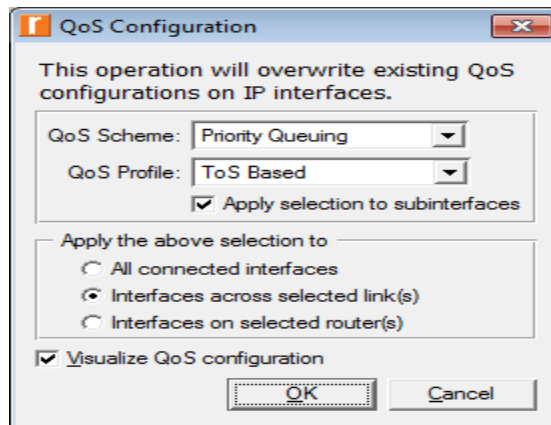 QoS Configuration
This operation will overwrite existing QoS
configurations on IP interfaces.
QoS Scheme: Priority Queuing
QoS Profile: ToS Based
Apply selection to subinterfaces
Apply the above selection to
All connected interfaces
Interfaces across selected link(s)
Interfaces on selected router(s)
Visualize QoS configuration
OK Cancel